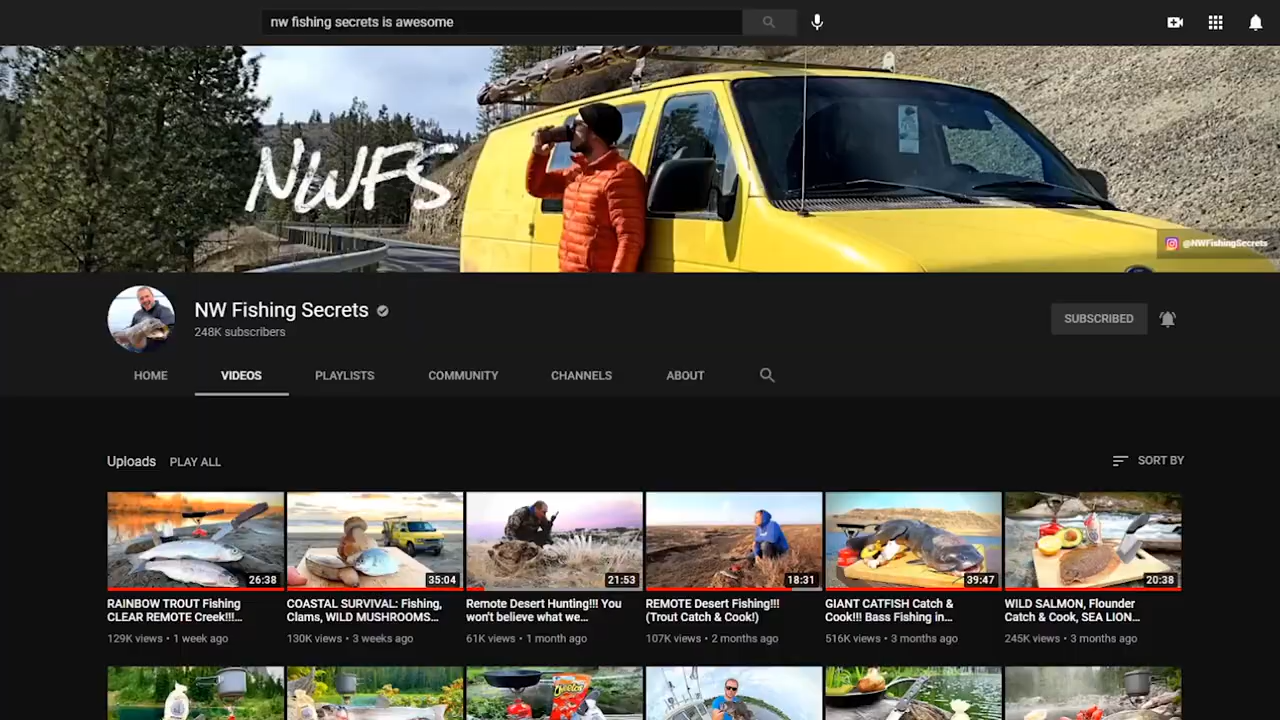 nw fishing secrets is awesome
NWFS
@NWFishingSecrets
NW Fishing Secrets
248K subscribers
SUBSCRIBED
HOME VIDEOS PLAYLISTS COMMUNITY CHANNELS ABOUT
Uploads PLAY ALL SORT BY
26:38 35:04 21:53 18:31 39:47 20:38
RAINBOW TROUT Fishing
CLEAR REMOTE Creek!!!...
129K views • 1 week ago
COASTAL SURVIVAL: Fishing,
Clams, WILD MUSHROOMS...
130K views • 3 weeks ago
Remote Desert Hunting!!! You
won't believe what we...
61K views • 1 month ago
REMOTE Desert Fishing!!!
(Trout Catch & Cook!)
107K views • 2 months ago
GIANT CATFISH Catch &
Cook!!! Bass Fishing in...
516K views • 3 months ago
WILD SALMON, Flounder
Catch & Cook, SEA LION...
245K views • 3 months ago
Cheetos